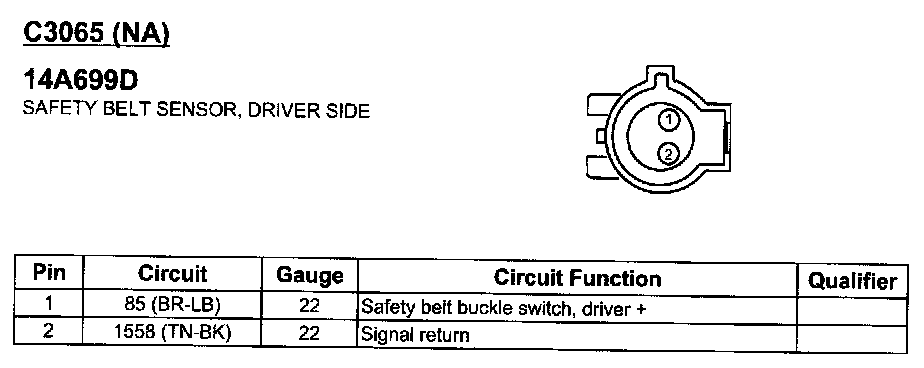 C3065 (NA)
14A699D
SAFETY BELT SENSOR, DRIVER SIDE
1
2
Pin Circuit Gauge Circuit Function Qualifier
1 85 (BR-LB) 22 Safety belt buckle switch, driver +
2 1558 (TN-BK) 22 Signal return